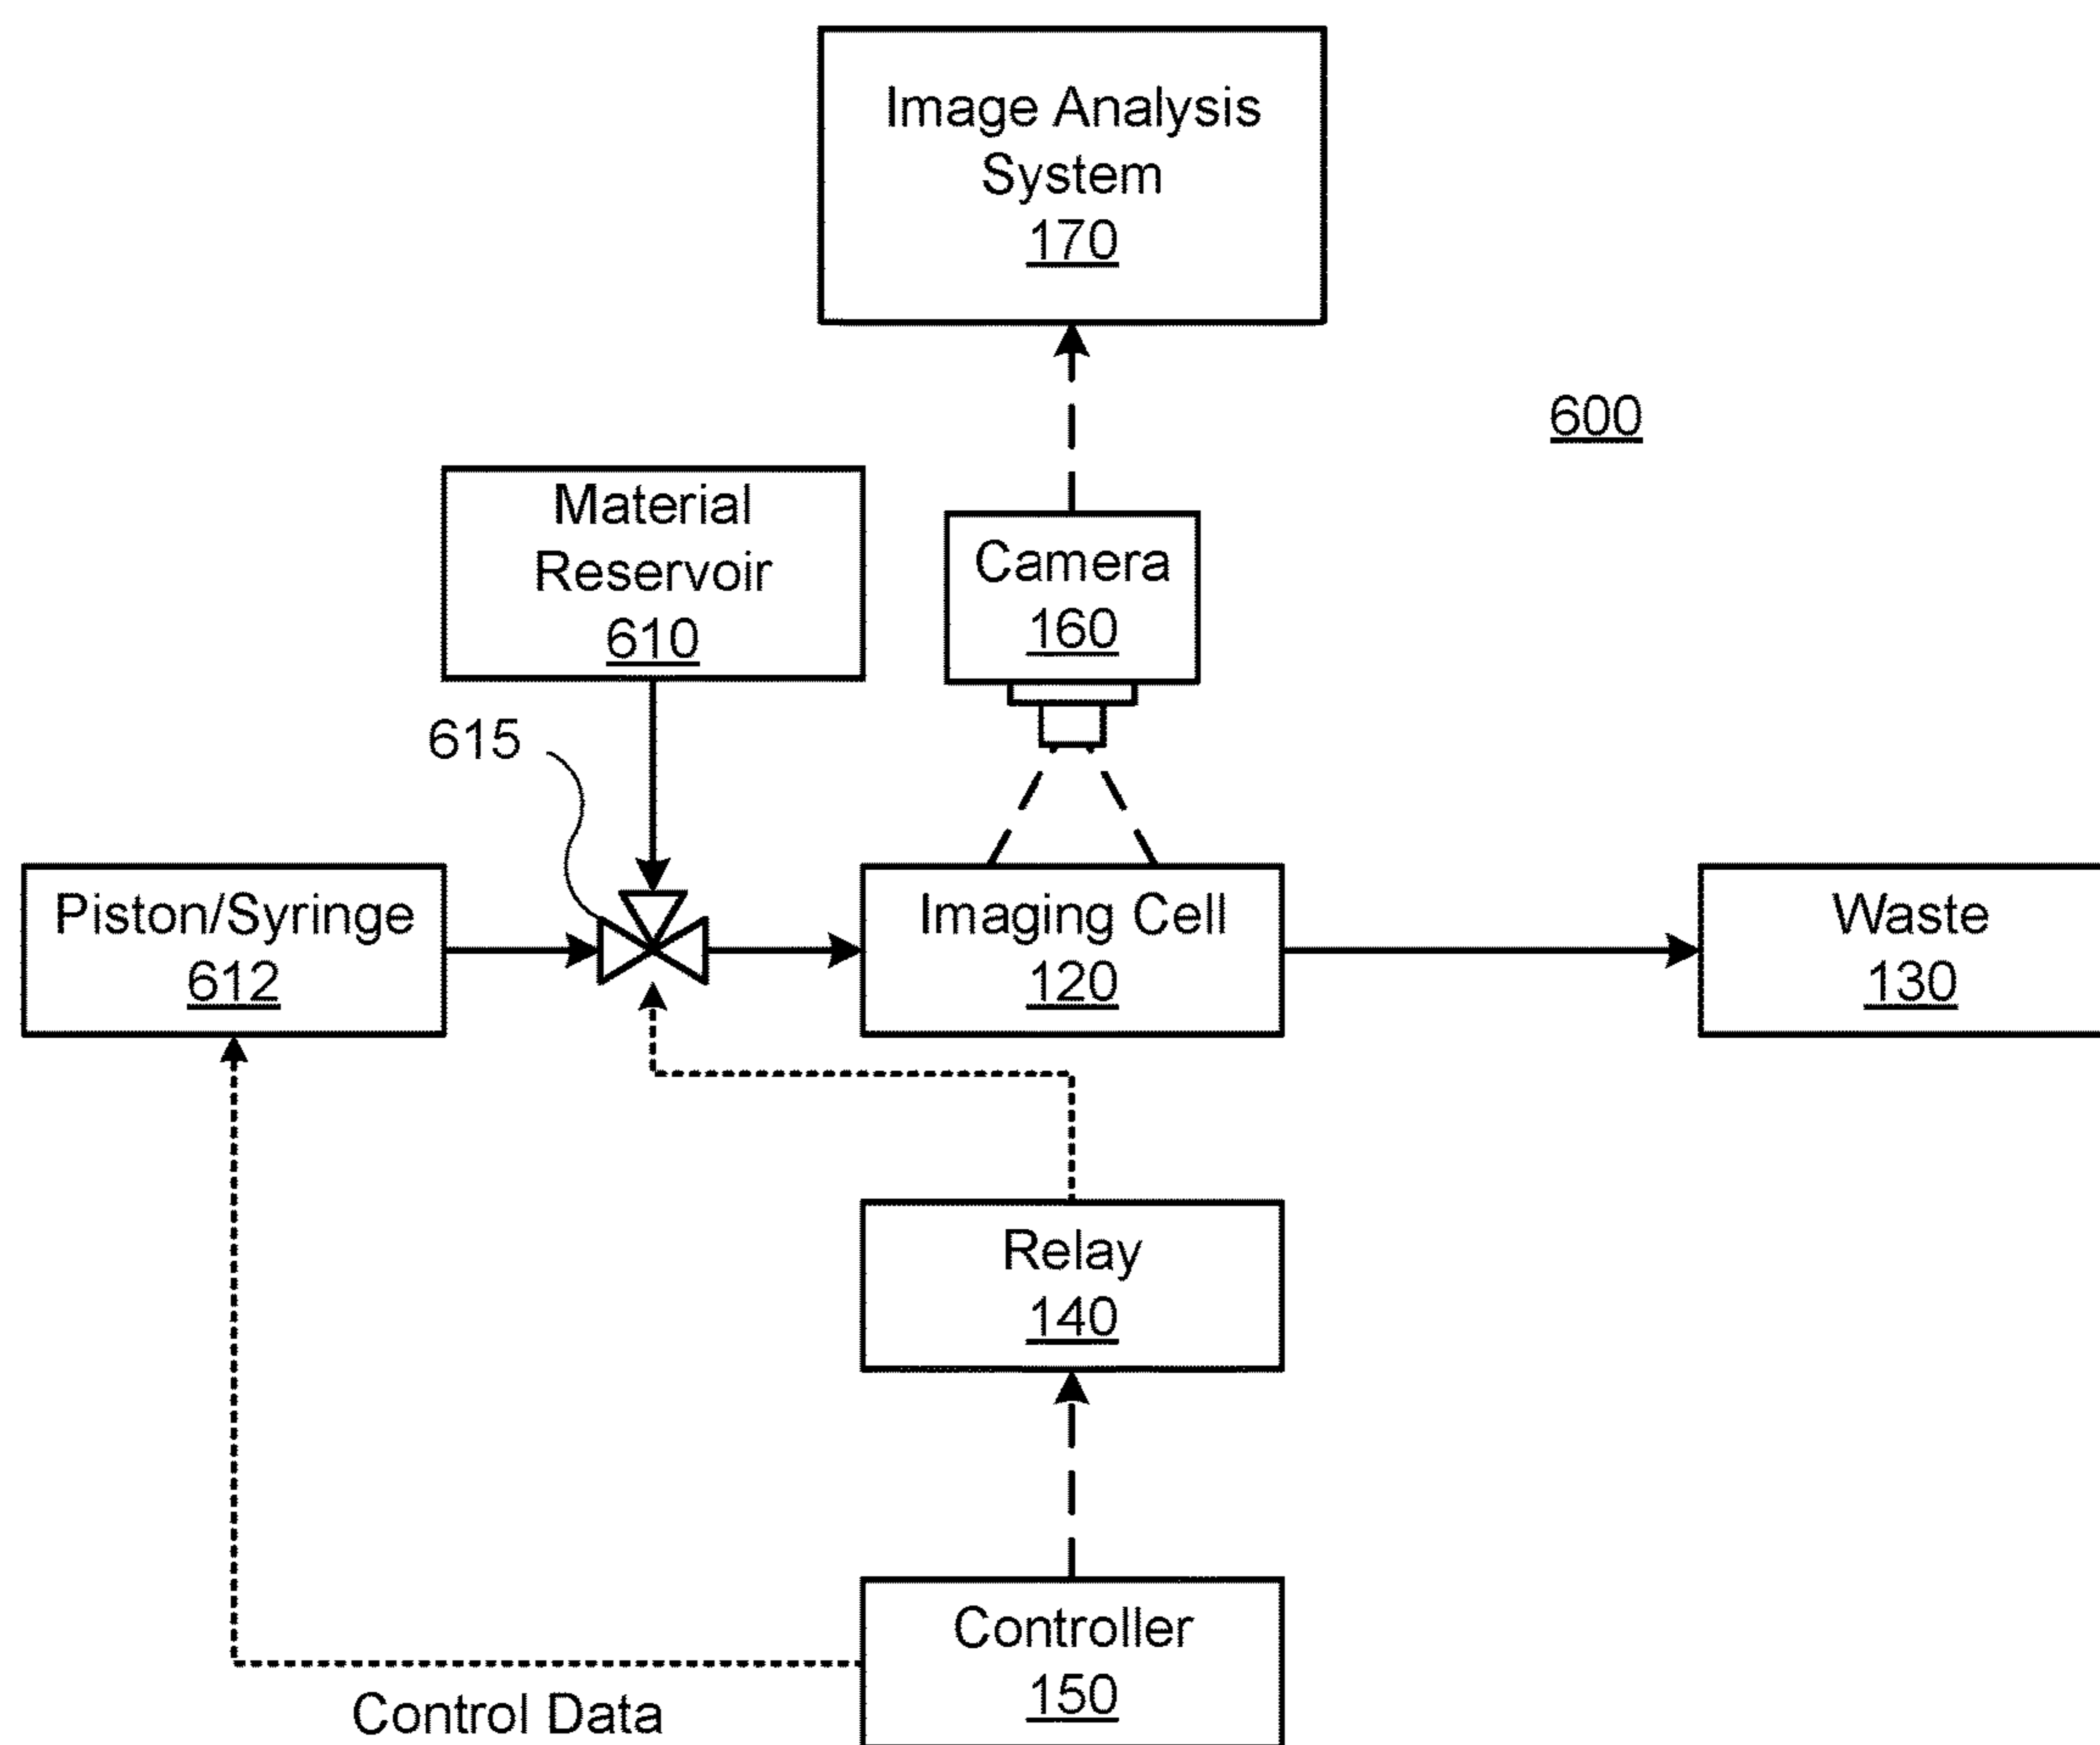 Image Analysis
System
170
600
Material
Reservoir
610
Camera
160
615
Piston/Syringe
612
Imaging Cell
120
Waste
130
Relay
140
Controller
150
Control Data